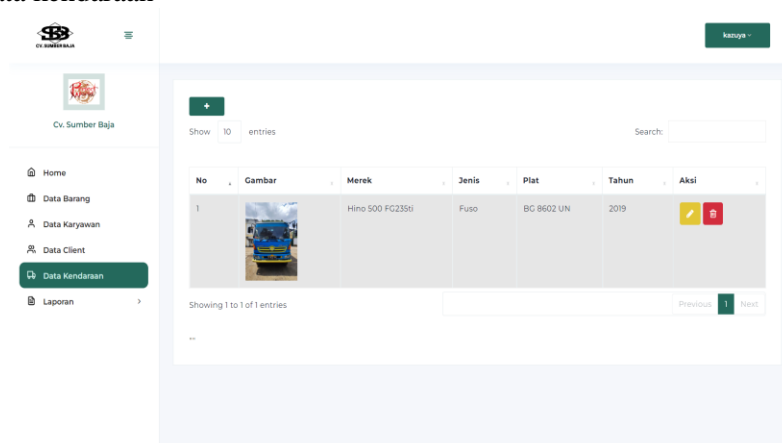 SBB
CV. SUMBER BAJA
kazuya
Cv. Sumber Baja
Home
Data Barang
Data Karyawan
Data Client
Data Kendaraan
Laporan
+
Show 10 entries
Search:
No Gambar Merek Jenis Plat Tahun Aksi
1 Hino 500 FG235ti Fuso BG 8602 UN 2019
Showing 1 to 1 of 1 entries
Previous 1 Next